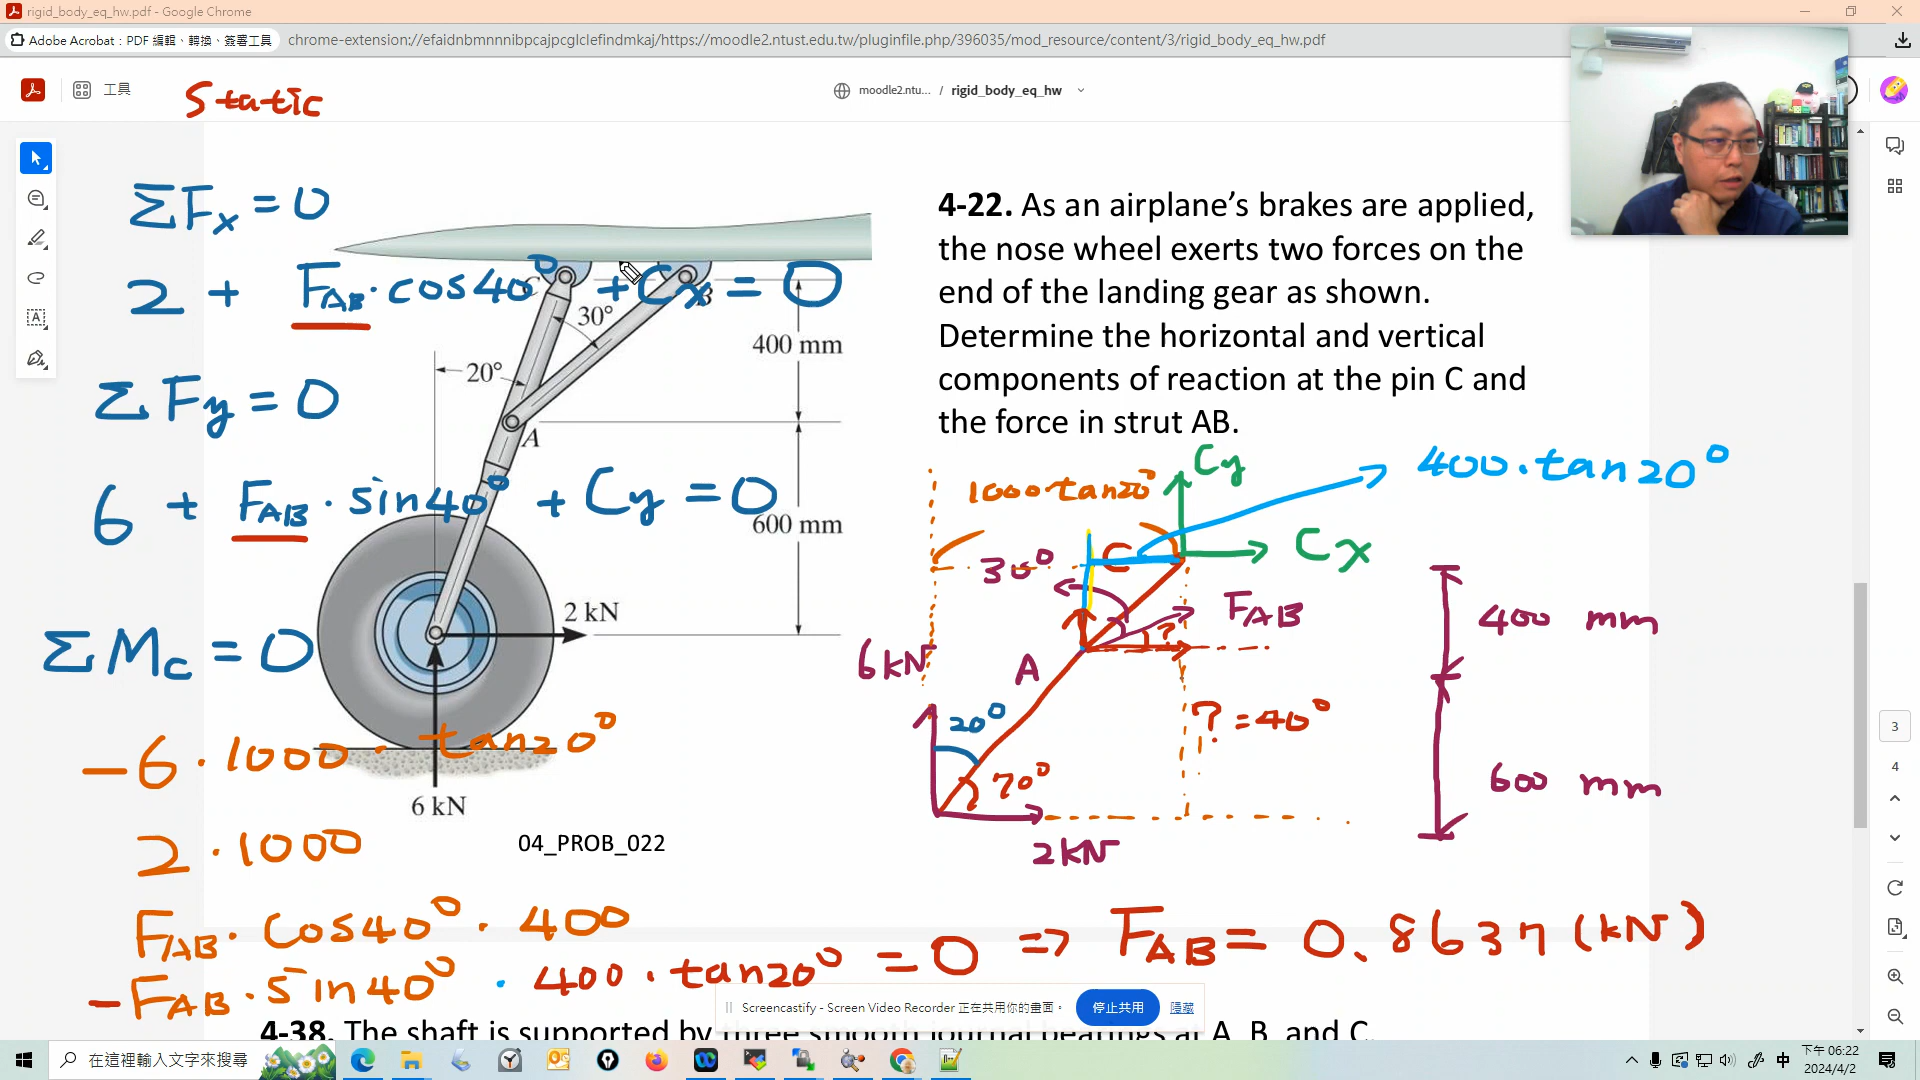 rigid_body_eq_hw.pdf - Google Chrome
Adobe Acrobat：PDF 編輯、轉換、簽署工具
chrome-extension://efaidnbmnnnibpcajpcglclefindmkaj/https://moodle2.ntust.edu.tw/pluginfile.php/396035/mod_resource/content/3/rigid_body_eq_hw.pdf
工具
Static
moodle2.ntu... / rigid_body_eq_hw
ΣFx = 0
2 + FAB · cos40° + Cx = 0
ΣFy = 0
6 + FAB · sin40° + Cy = 0
ΣMc = 0
-6 · 1000 · tan20°
2 · 1000
FAB · cos40° · 400
-FAB · sin40° · 400 · tan20° = 0 => FAB = 0.8637 (kN)
B
30°
20°
A
400 mm
600 mm
2 kN
6 kN
04_PROB_022
4-22. As an airplane’s brakes are applied,
the nose wheel exerts two forces on the
end of the landing gear as shown.
Determine the horizontal and vertical
components of reaction at the pin C and
the force in strut AB.
Cy
400·tan20°
1000·tan20°
C
Cx
30°
FAB
?
6kN
A
400 mm
20°
? = 40°
70°
600 mm
2kN
4-38. The shaft is supported by three smooth journal bearings at A, B, and C.
Screencastify - Screen Video Recorder 正在共用你的畫面。
停止共用
隱藏
3
4
在這裡輸入文字來搜尋
中
下午 06:22
2024/4/2